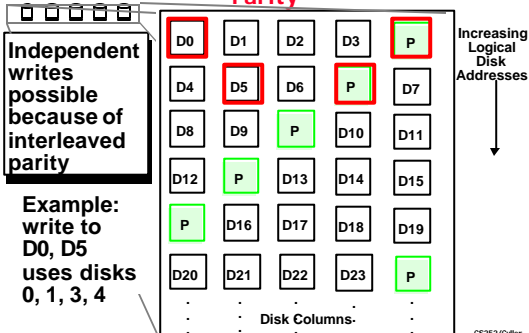 Parity
Independent
writes
possible
because of
interleaved
parity
Example:
write to
D0, D5
uses disks
0, 1, 3, 4
D0 D1 D2 D3 P
D4 D5 D6 P D7
D8 D9 P D10 D11
D12 P D13 D14 D15
P D16 D17 D18 D19
D20 D21 D22 D23 P
Disk Columns
Increasing
Logical
Disk
Addresses